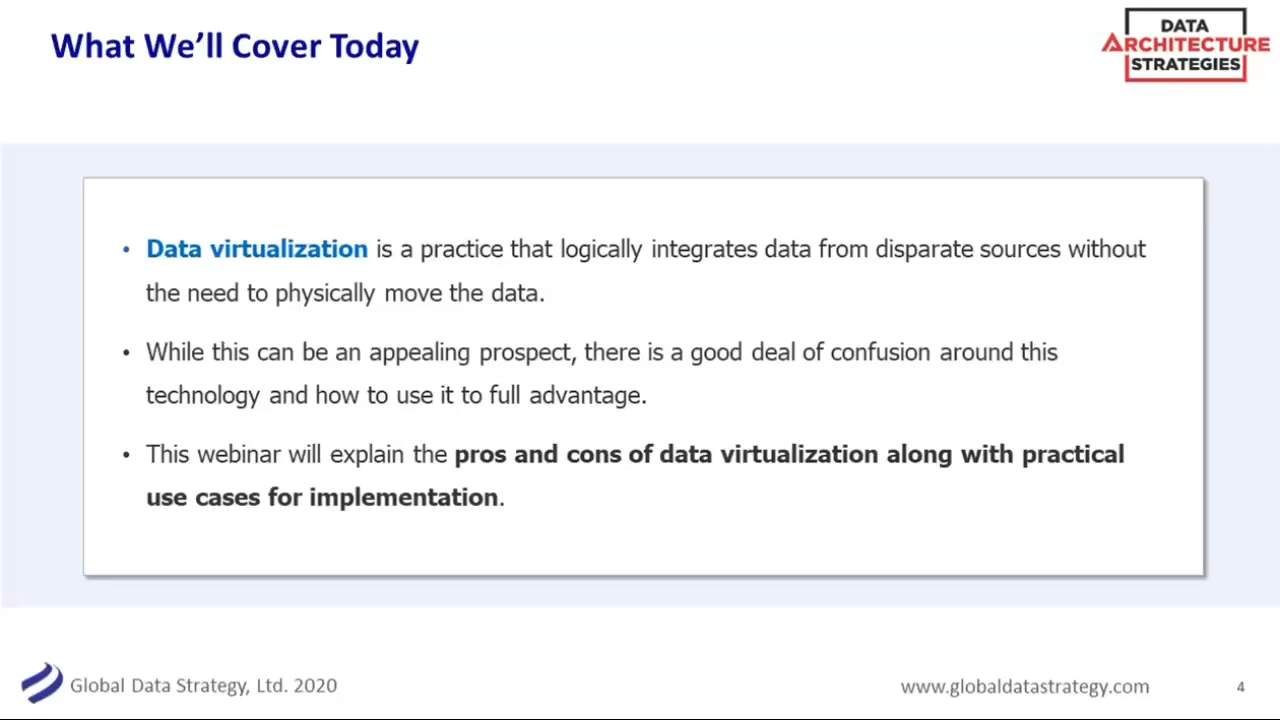 What We'll Cover Today
DATA
ARCHITECTURE
STRATEGIES
• Data virtualization is a practice that logically integrates data from disparate sources without
the need to physically move the data.
• While this can be an appealing prospect, there is a good deal of confusion around this
technology and how to use it to full advantage.
• This webinar will explain the pros and cons of data virtualization along with practical
use cases for implementation.
Global Data Strategy, Ltd. 2020
www.globaldatastrategy.com
4